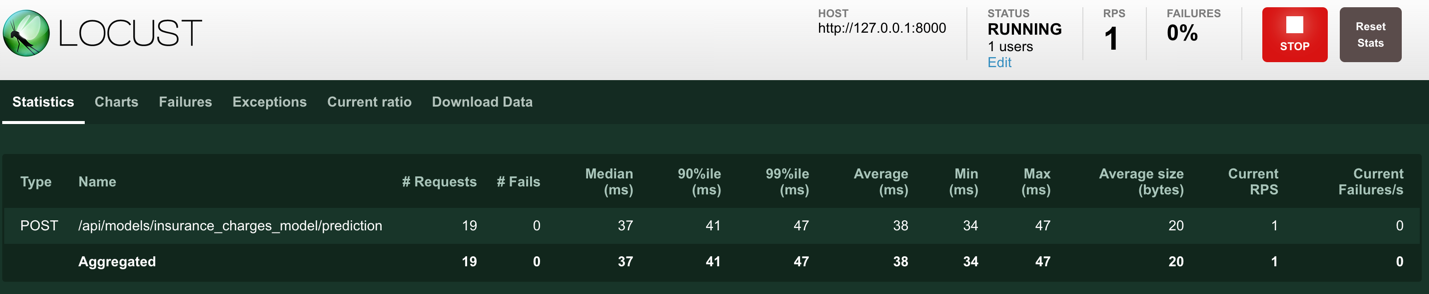 LOCUST
HOST
http://127.0.0.1:8000
STATUS
RUNNING
1 users
Edit
RPS
1
FAILURES
0%
STOP
Reset
Stats
Statistics Charts Failures Exceptions Current ratio Download Data
Type Name # Requests # Fails Median (ms) 90%ile (ms) 99%ile (ms) Average (ms) Min (ms) Max (ms) Average size (bytes) Current RPS Current Failures/s
POST /api/models/insurance_charges_model/prediction 19 0 37 41 47 38 34 47 20 1 0
Aggregated 19 0 37 41 47 38 34 47 20 1 0